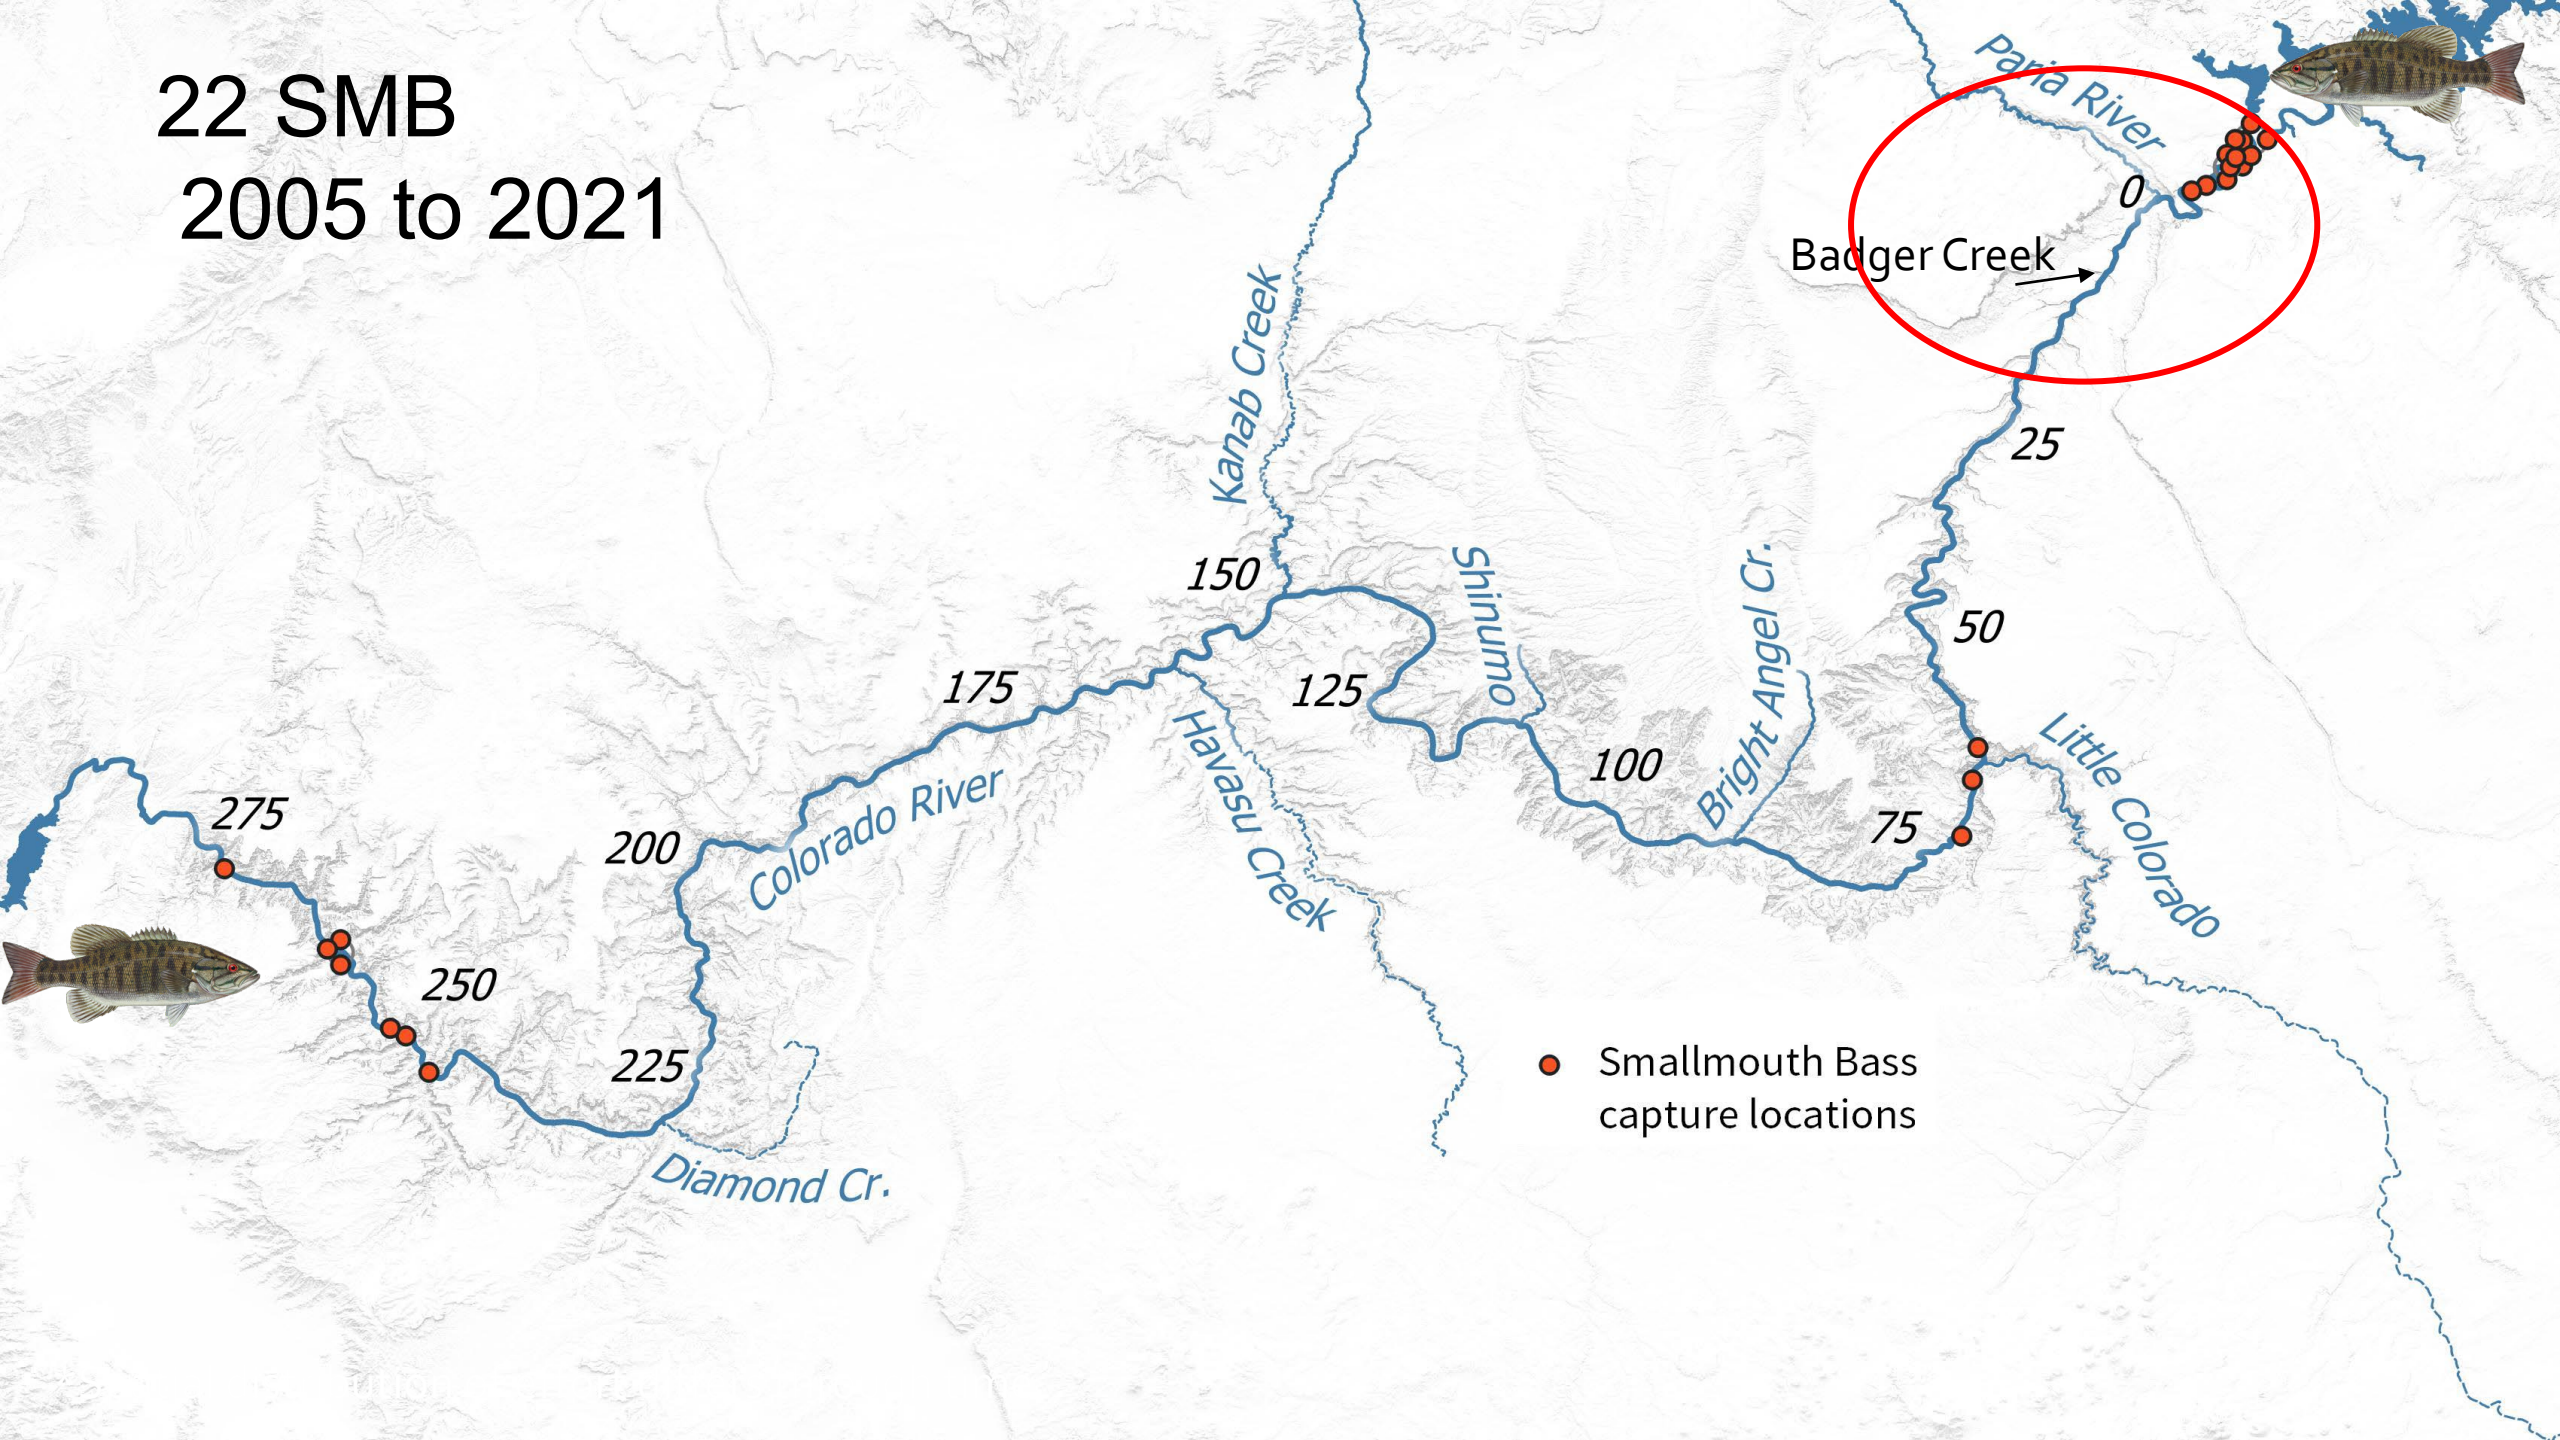 22 SMB
2005 to 2021
Paria River
0
Badger Creek
25
Kanab Creek
150
Shinumo
Bright Angel Cr.
50
175
125
Havasu Creek
100
Little Colorado
75
275
200
Colorado River
250
225
Diamond Cr.
Smallmouth Bass
capture locations